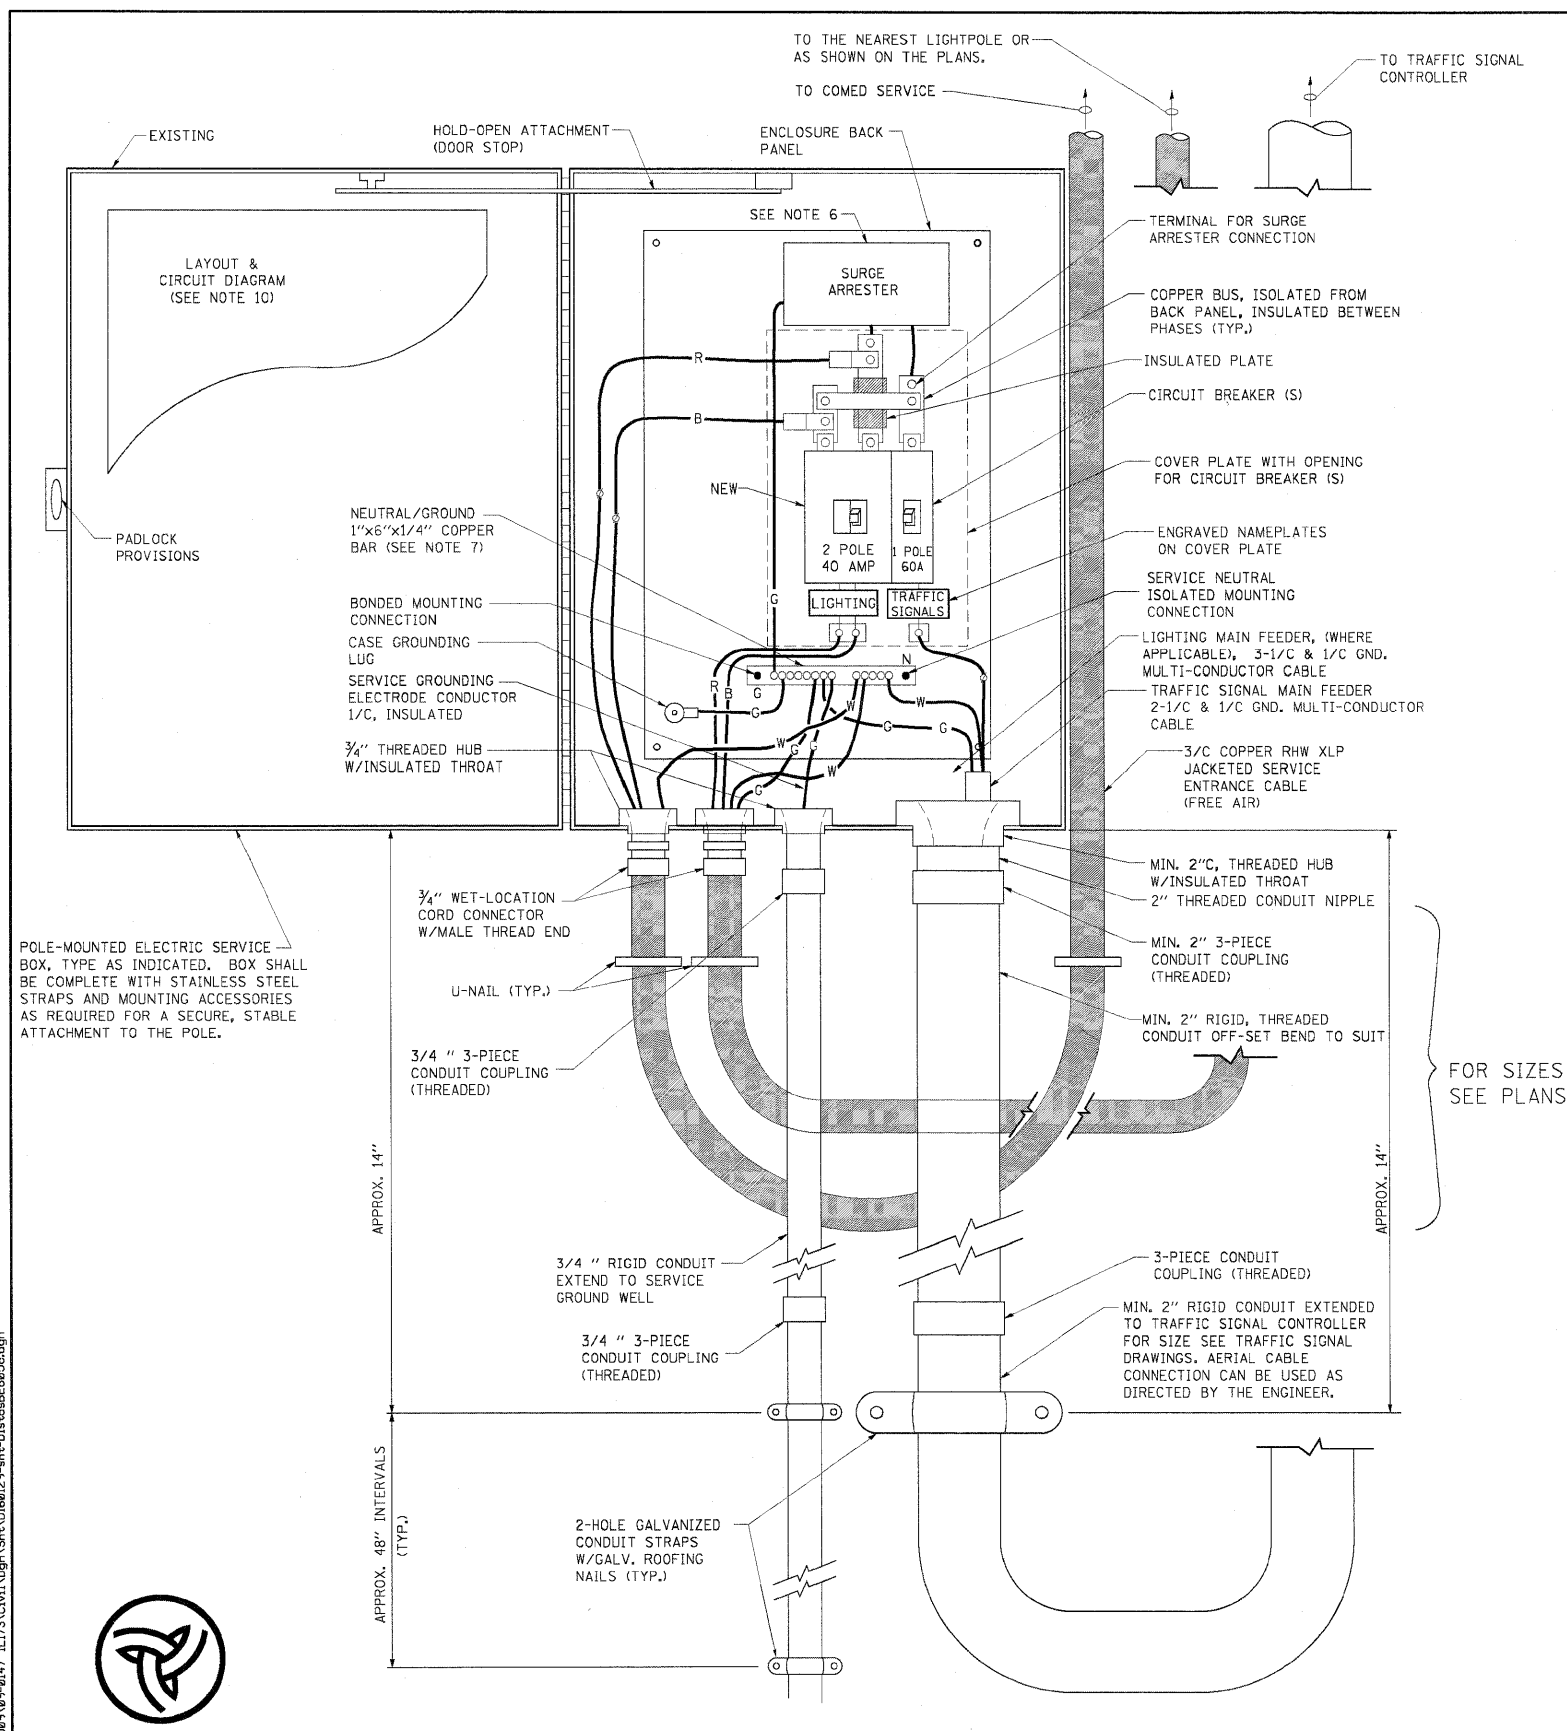 TO THE NEAREST LIGHTPOLE OR
AS SHOWN ON THE PLANS.
TO COMED SERVICE
TO TRAFFIC SIGNAL
CONTROLLER
EXISTING
HOLD-OPEN ATTACHMENT
(DOOR STOP)
ENCLOSURE BACK
PANEL
SEE NOTE 6
LAYOUT &
CIRCUIT DIAGRAM
(SEE NOTE 10)
SURGE
ARRESTER
TERMINAL FOR SURGE
ARRESTER CONNECTION
COPPER BUS, ISOLATED FROM
BACK PANEL, INSULATED BETWEEN
PHASES (TYP.)
INSULATED PLATE
CIRCUIT BREAKER (S)
R
B
COVER PLATE WITH OPENING
FOR CIRCUIT BREAKER (S)
NEW
PADLOCK
PROVISIONS
NEUTRAL/GROUND
1"x6"x1/4" COPPER
BAR (SEE NOTE 7)
2 POLE
40 AMP
1 POLE
60A
ENGRAVED NAMEPLATES
ON COVER PLATE
LIGHTING
TRAFFIC
SIGNALS
SERVICE NEUTRAL
ISOLATED MOUNTING
CONNECTION
BONDED MOUNTING
CONNECTION
G
CASE GROUNDING
LUG
SERVICE GROUNDING
ELECTRODE CONDUCTOR
1/C, INSULATED
¾" THREADED HUB
W/INSULATED THROAT
N
G
R
B
G
W
W
G
G
W
G
G
W
G
LIGHTING MAIN FEEDER, (WHERE
APPLICABLE), 3-1/C & 1/C GND.
MULTI-CONDUCTOR CABLE
TRAFFIC SIGNAL MAIN FEEDER
2-1/C & 1/C GND. MULTI-CONDUCTOR
CABLE
3/C COPPER RHW XLP
JACKETED SERVICE
ENTRANCE CABLE
(FREE AIR)
MIN. 2"C, THREADED HUB
W/INSULATED THROAT
2" THREADED CONDUIT NIPPLE
¾" WET-LOCATION
CORD CONNECTOR
W/MALE THREAD END
MIN. 2" 3-PIECE
CONDUIT COUPLING
(THREADED)
POLE-MOUNTED ELECTRIC SERVICE
BOX, TYPE AS INDICATED. BOX SHALL
BE COMPLETE WITH STAINLESS STEEL
STRAPS AND MOUNTING ACCESSORIES
AS REQUIRED FOR A SECURE, STABLE
ATTACHMENT TO THE POLE.
U-NAIL (TYP.)
MIN. 2" RIGID, THREADED
CONDUIT OFF-SET BEND TO SUIT
3/4 " 3-PIECE
CONDUIT COUPLING
(THREADED)
FOR SIZES
SEE PLANS
APPROX. 14"
APPROX. 14"
3/4 " RIGID CONDUIT
EXTEND TO SERVICE
GROUND WELL
3-PIECE CONDUIT
COUPLING (THREADED)
MIN. 2" RIGID CONDUIT EXTENDED
TO TRAFFIC SIGNAL CONTROLLER
FOR SIZE SEE TRAFFIC SIGNAL
DRAWINGS. AERIAL CABLE
CONNECTION CAN BE USED AS
DIRECTED BY THE ENGINEER.
3/4 " 3-PIECE
CONDUIT COUPLING
(THREADED)
APPROX. 48" INTERVALS
(TYP.)
2-HOLE GALVANIZED
CONDUIT STRAPS
W/GALV. ROOFING
NAILS (TYP.)